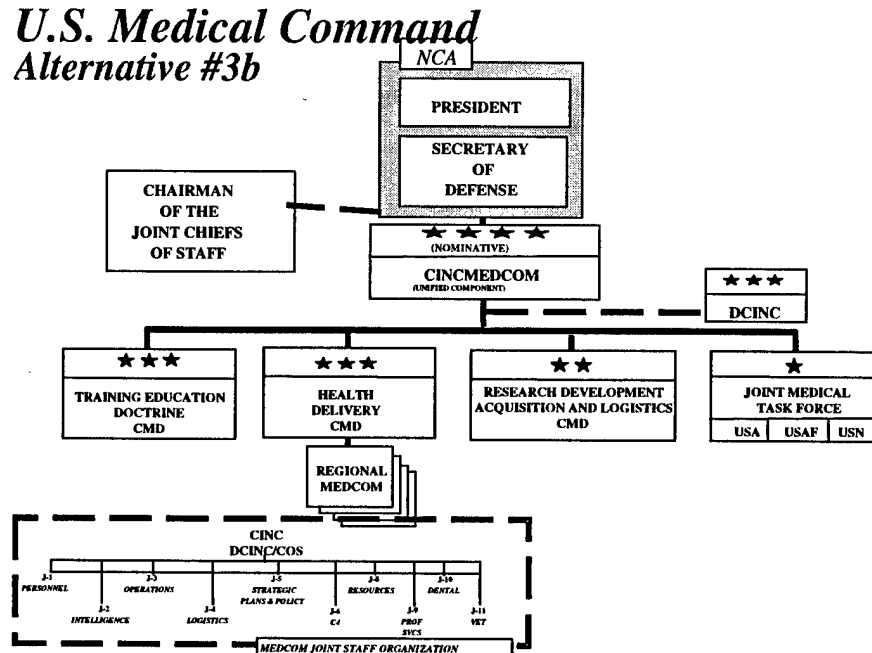 U.S. Medical Command
Alternative #3b
NCA
PRESIDENT
SECRETARY
OF
DEFENSE
CHAIRMAN
OF THE
JOINT CHIEFS
OF STAFF
(NOMINATIVE)
CINCMEDCOM
(UNIFIED COMPONENT)
DCINC
TRAINING EDUCATION
DOCTRINE
CMD
HEALTH
DELIVERY
CMD
RESEARCH DEVELOPMENT
ACQUISITION AND LOGISTICS
CMD
JOINT MEDICAL
TASK FORCE
USA USAF USN
REGIONAL
MEDCOM
CINC
DCINC/COS
J-1
PERSONNEL
J-2
INTELLIGENCE
J-3
OPERATIONS
J-4
LOGISTICS
J-5
STRATEGIC
PLANS & POLICY
J-6
C4
J-8
RESOURCES
J-9
PROF
SVCS
J-10
DENTAL
J-11
VET
MEDCOM JOINT STAFF ORGANIZATION